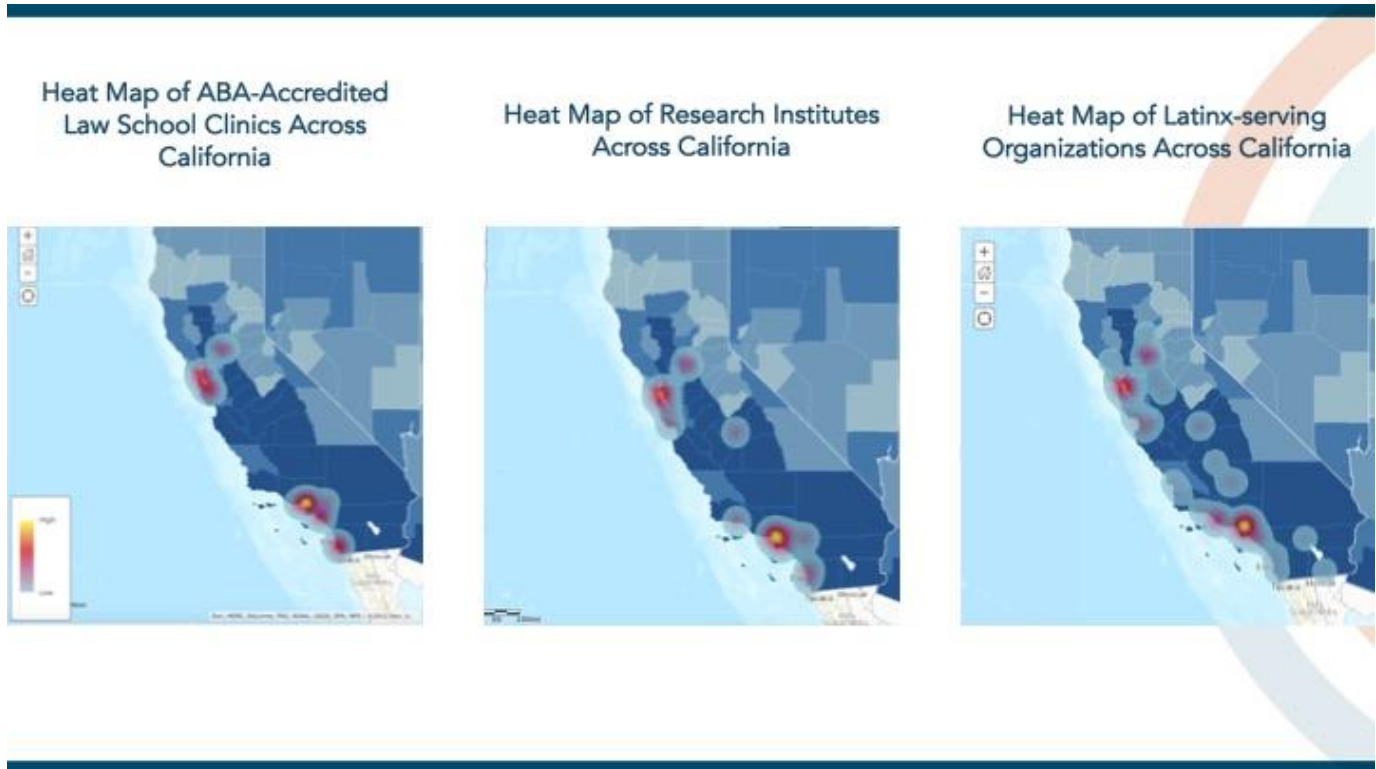 Heat Map of ABA-Accredited
Law School Clinics Across
California
Heat Map of Research Institutes
Across California
Heat Map of Latinx-serving
Organizations Across California
+
−
High
Low
+
−